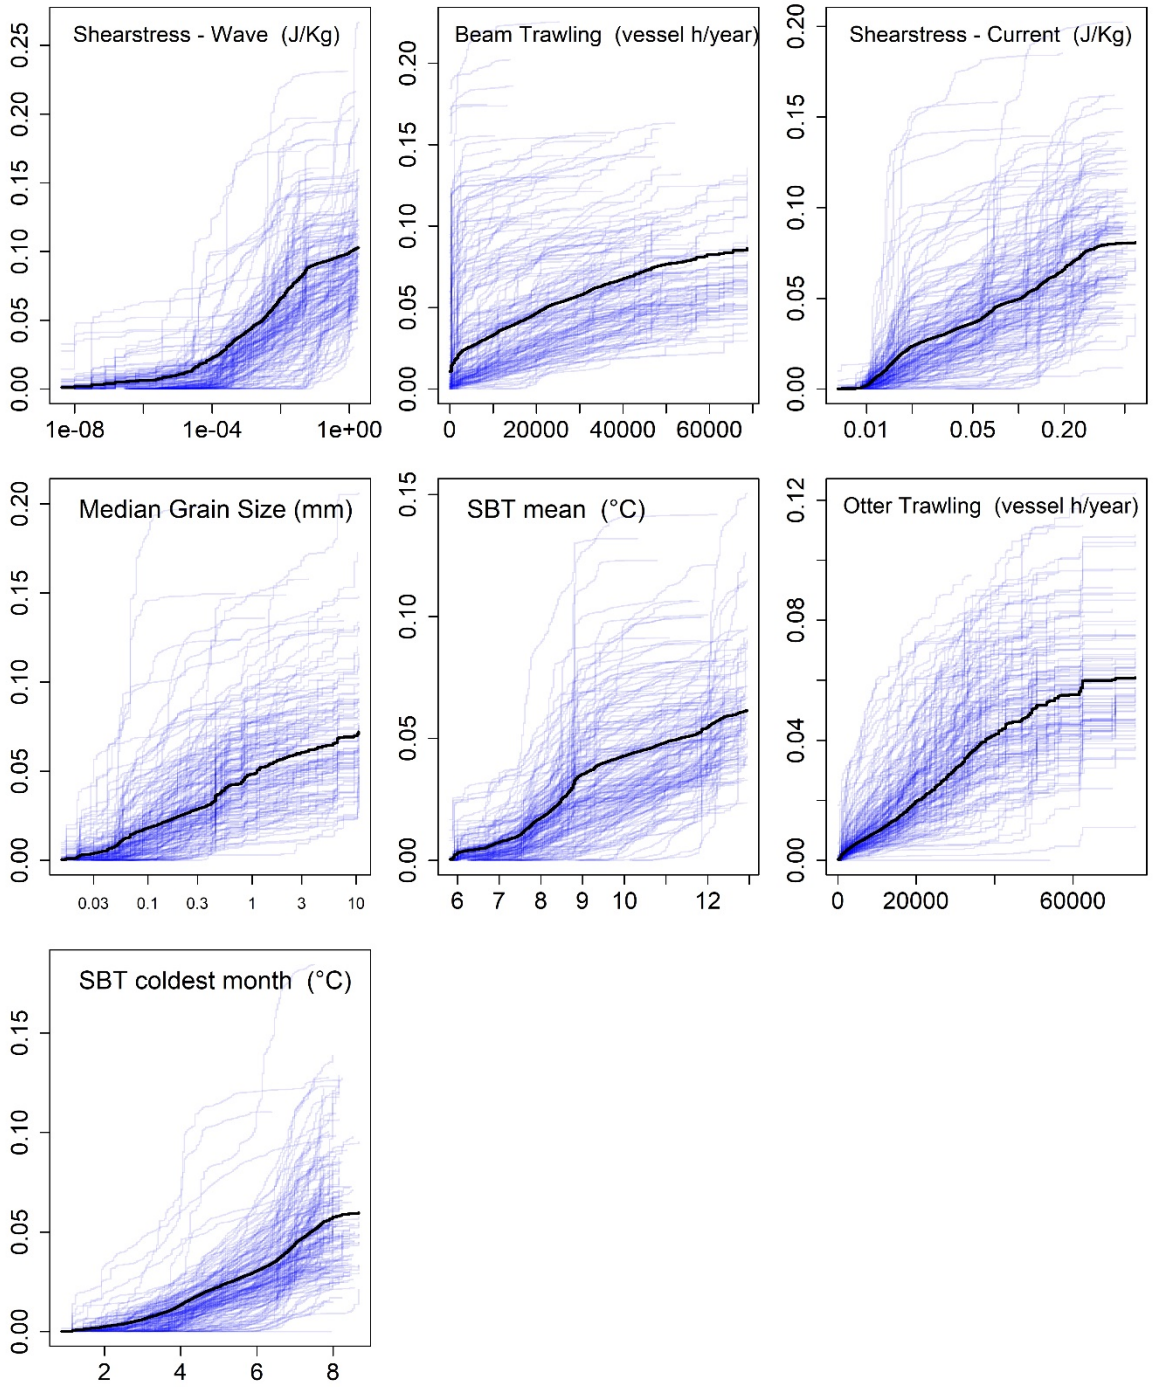 Shearstress - Wave (J/Kg)
0.00 0.05 0.10 0.15 0.20 0.25
1e-08 1e-04 1e+00
Beam Trawling (vessel h/year)
0.00 0.05 0.10 0.15 0.20
0 20000 40000 60000
Shearstress - Current (J/Kg)
0.00 0.05 0.10 0.15 0.20
0.01 0.05 0.20
Median Grain Size (mm)
0.00 0.05 0.10 0.15 0.20
0.03 0.1 0.3 1 3 10
SBT mean (°C)
0.00 0.05 0.10 0.15
6 7 8 9 10 12
Otter Trawling (vessel h/year)
0.00 0.04 0.08 0.12
0 20000 60000
SBT coldest month (°C)
0.00 0.05 0.10 0.15
2 4 6 8